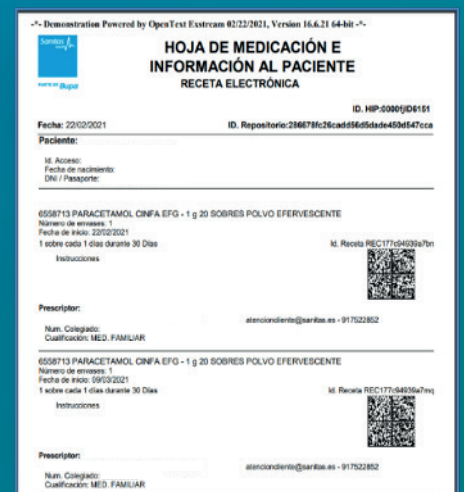 -*- Demonstration Powered by OpenText Exstream 02/22/2021, Version 16.6.21 64-bit -*-
Sanitas
PARTE DE Bupa
HOJA DE MEDICACIÓN E
INFORMACIÓN AL PACIENTE
RECETA ELECTRÓNICA
ID. HIP:0000fjID6151
Fecha: 22/02/2021 ID. Repositorio:286678fc26cadd56d5dade450d547cca
Paciente:
Id. Acceso:
Fecha de nacimiento:
DNI / Pasaporte:
6558713 PARACETAMOL CINFA EFG - 1 g 20 SOBRES POLVO EFERVESCENTE
Número de envases: 1
Fecha de inicio: 22/02/2021
1 sobre cada 1 días durante 30 Días Id. Receta REC177c94939a7bn
Instrucciones
Prescriptor:
atencioncliente@sanitas.es - 917522852
Num. Colegiado:
Cualificación: MED. FAMILIAR
6558713 PARACETAMOL CINFA EFG - 1 g 20 SOBRES POLVO EFERVESCENTE
Número de envases: 1
Fecha de inicio: 09/03/2021
1 sobre cada 1 días durante 30 Días Id. Receta REC177c94939a7mq
Instrucciones
Prescriptor:
atencioncliente@sanitas.es - 917522852
Num. Colegiado:
Cualificación: MED. FAMILIAR